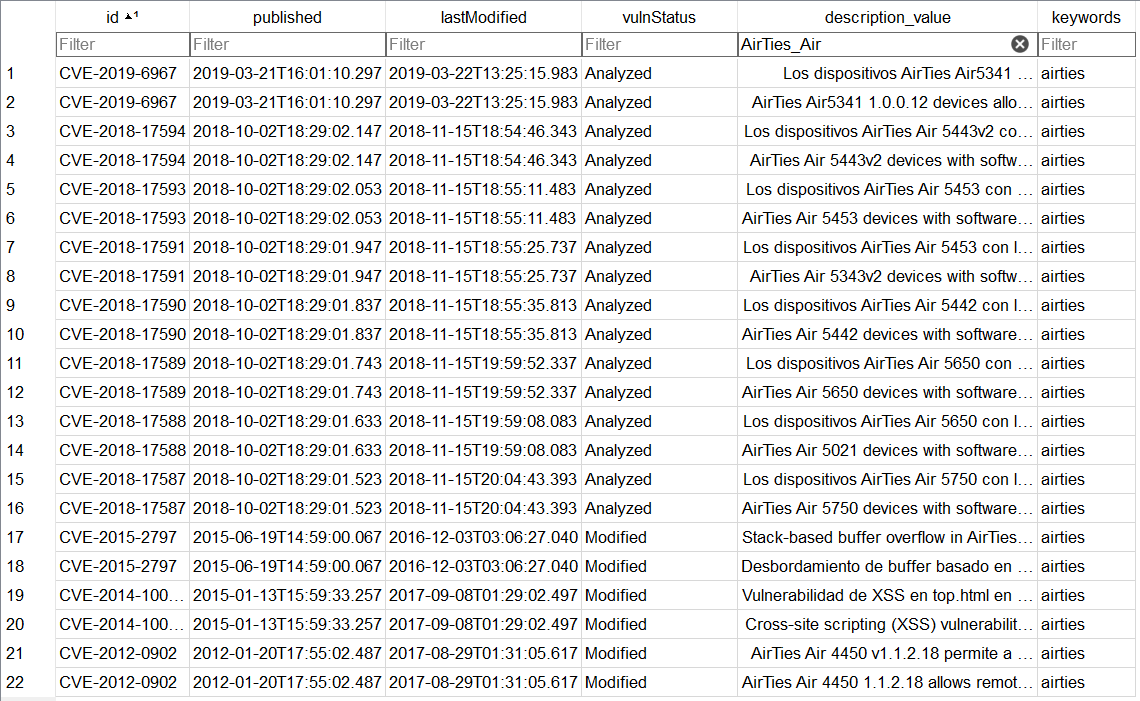 id ▲1 published lastModified vulnStatus description_value keywords
Filter Filter Filter Filter AirTies_Air Filter
1 CVE-2019-6967 2019-03-21T16:01:10.297 2019-03-22T13:25:15.983 Analyzed Los dispositivos AirTies Air5341 ... airties
2 CVE-2019-6967 2019-03-21T16:01:10.297 2019-03-22T13:25:15.983 Analyzed AirTies Air5341 1.0.0.12 devices allo... airties
3 CVE-2018-17594 2018-10-02T18:29:02.147 2018-11-15T18:54:46.343 Analyzed Los dispositivos AirTies Air 5443v2 co... airties
4 CVE-2018-17594 2018-10-02T18:29:02.147 2018-11-15T18:54:46.343 Analyzed AirTies Air 5443v2 devices with softw... airties
5 CVE-2018-17593 2018-10-02T18:29:02.053 2018-11-15T18:55:11.483 Analyzed Los dispositivos AirTies Air 5453 con ... airties
6 CVE-2018-17593 2018-10-02T18:29:02.053 2018-11-15T18:55:11.483 Analyzed AirTies Air 5453 devices with software... airties
7 CVE-2018-17591 2018-10-02T18:29:01.947 2018-11-15T18:55:25.737 Analyzed Los dispositivos AirTies Air 5453 con l... airties
8 CVE-2018-17591 2018-10-02T18:29:01.947 2018-11-15T18:55:25.737 Analyzed AirTies Air 5343v2 devices with softw... airties
9 CVE-2018-17590 2018-10-02T18:29:01.837 2018-11-15T18:55:35.813 Analyzed Los dispositivos AirTies Air 5442 con l... airties
10 CVE-2018-17590 2018-10-02T18:29:01.837 2018-11-15T18:55:35.813 Analyzed AirTies Air 5442 devices with software... airties
11 CVE-2018-17589 2018-10-02T18:29:01.743 2018-11-15T19:59:52.337 Analyzed Los dispositivos AirTies Air 5650 con ... airties
12 CVE-2018-17589 2018-10-02T18:29:01.743 2018-11-15T19:59:52.337 Analyzed AirTies Air 5650 devices with software... airties
13 CVE-2018-17588 2018-10-02T18:29:01.633 2018-11-15T19:59:08.083 Analyzed Los dispositivos AirTies Air 5650 con l... airties
14 CVE-2018-17588 2018-10-02T18:29:01.633 2018-11-15T19:59:08.083 Analyzed AirTies Air 5021 devices with software... airties
15 CVE-2018-17587 2018-10-02T18:29:01.523 2018-11-15T20:04:43.393 Analyzed Los dispositivos AirTies Air 5750 con l... airties
16 CVE-2018-17587 2018-10-02T18:29:01.523 2018-11-15T20:04:43.393 Analyzed AirTies Air 5750 devices with software... airties
17 CVE-2015-2797 2015-06-19T14:59:00.067 2016-12-03T03:06:27.040 Modified Stack-based buffer overflow in AirTies... airties
18 CVE-2015-2797 2015-06-19T14:59:00.067 2016-12-03T03:06:27.040 Modified Desbordamiento de buffer basado en ... airties
19 CVE-2014-100... 2015-01-13T15:59:33.257 2017-09-08T01:29:02.497 Modified Vulnerabilidad de XSS en top.html en ... airties
20 CVE-2014-100... 2015-01-13T15:59:33.257 2017-09-08T01:29:02.497 Modified Cross-site scripting (XSS) vulnerabilit... airties
21 CVE-2012-0902 2012-01-20T17:55:02.487 2017-08-29T01:31:05.617 Modified AirTies Air 4450 v1.1.2.18 permite a ... airties
22 CVE-2012-0902 2012-01-20T17:55:02.487 2017-08-29T01:31:05.617 Modified AirTies Air 4450 1.1.2.18 allows remot... airties